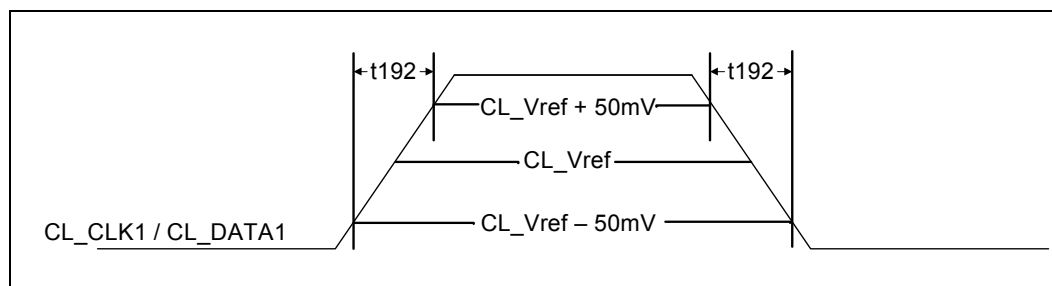 t192
t192
CL_Vref + 50mV
CL_Vref
CL_Vref – 50mV
CL_CLK1 / CL_DATA1